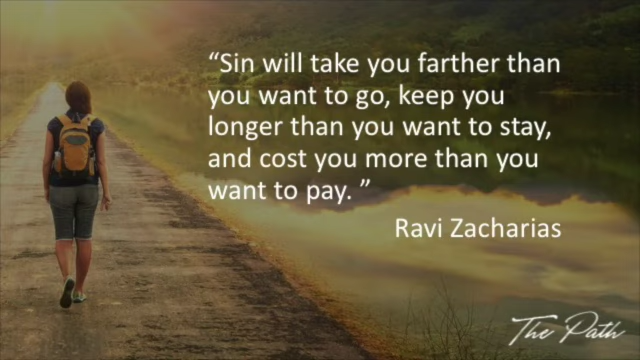 “Sin will take you farther than
you want to go, keep you
longer than you want to stay,
and cost you more than you
want to pay. ”
Ravi Zacharias
The Path